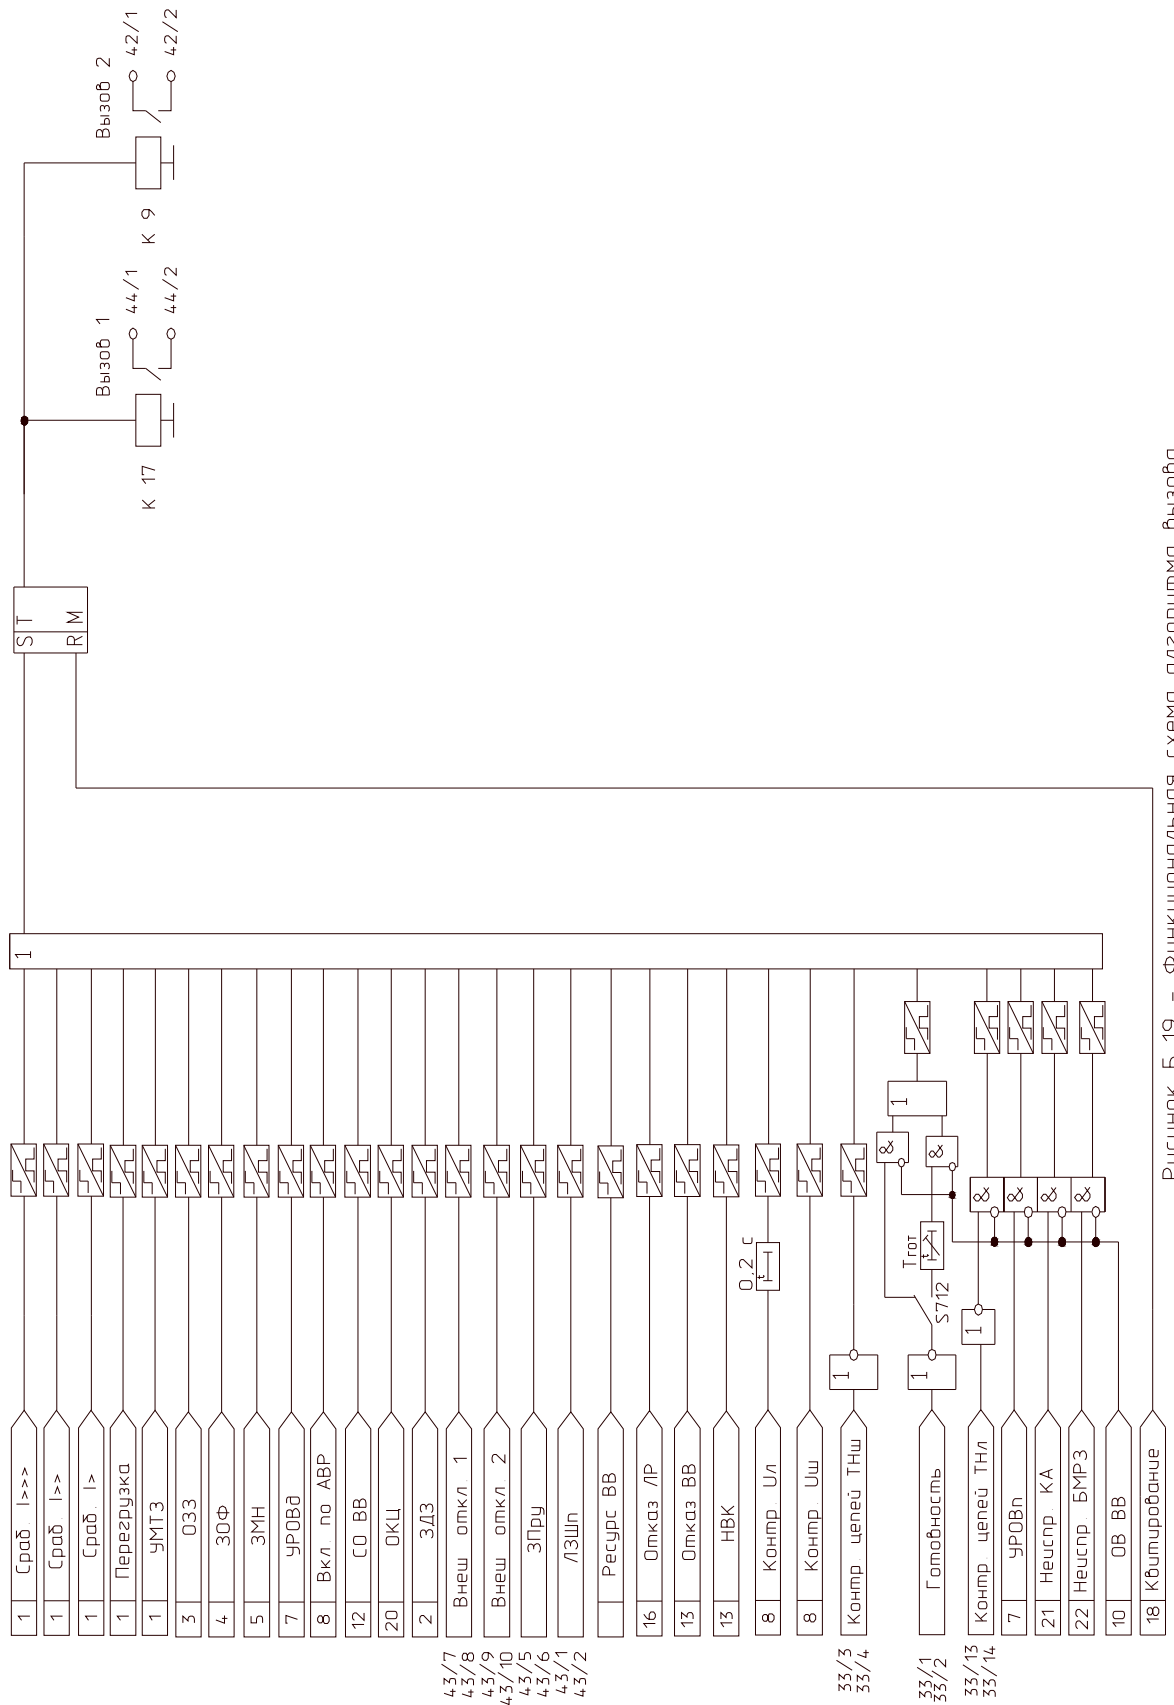 1 Сраб. I>>>
1 Сраб. I>>
1 Сраб. I>
1 Перегрузка
1 УМТЗ
3 ОЗЗ
4 ЗОФ
5 ЗМН
7 УРОВд
8 Вкл. по АВР
12 СО ВВ
20 ОКЦ
2 ЗДЗ
43/7
43/8
Внеш. откл. 1
43/9
43/10
Внеш. откл. 2
43/5
43/6
ЗПру
43/1
43/2
ЛЗШп
Ресурс ВВ
16 Отказ ЛР
13 Отказ ВВ
13 НВК
8 Контр. Uл
0,2 с
t
8 Контр. Uш
33/3
33/4
Контр. цепей ТНш
1
33/1
33/2
Готовность
1
S712
Тгот
t
&
&
1
33/13
33/14
Контр. цепей ТНл
1
&
7 УРОВп
&
21 Неиспр. КА
&
22 Неиспр. БМРЗ
&
10 ОВ ВВ
18 Квитирование
1
S T
R M
К 17
Вызов 1
44/1
44/2
К 9
Вызов 2
42/1
42/2
Рисунок Б.19 - Функциональная схема алгоритма вызова